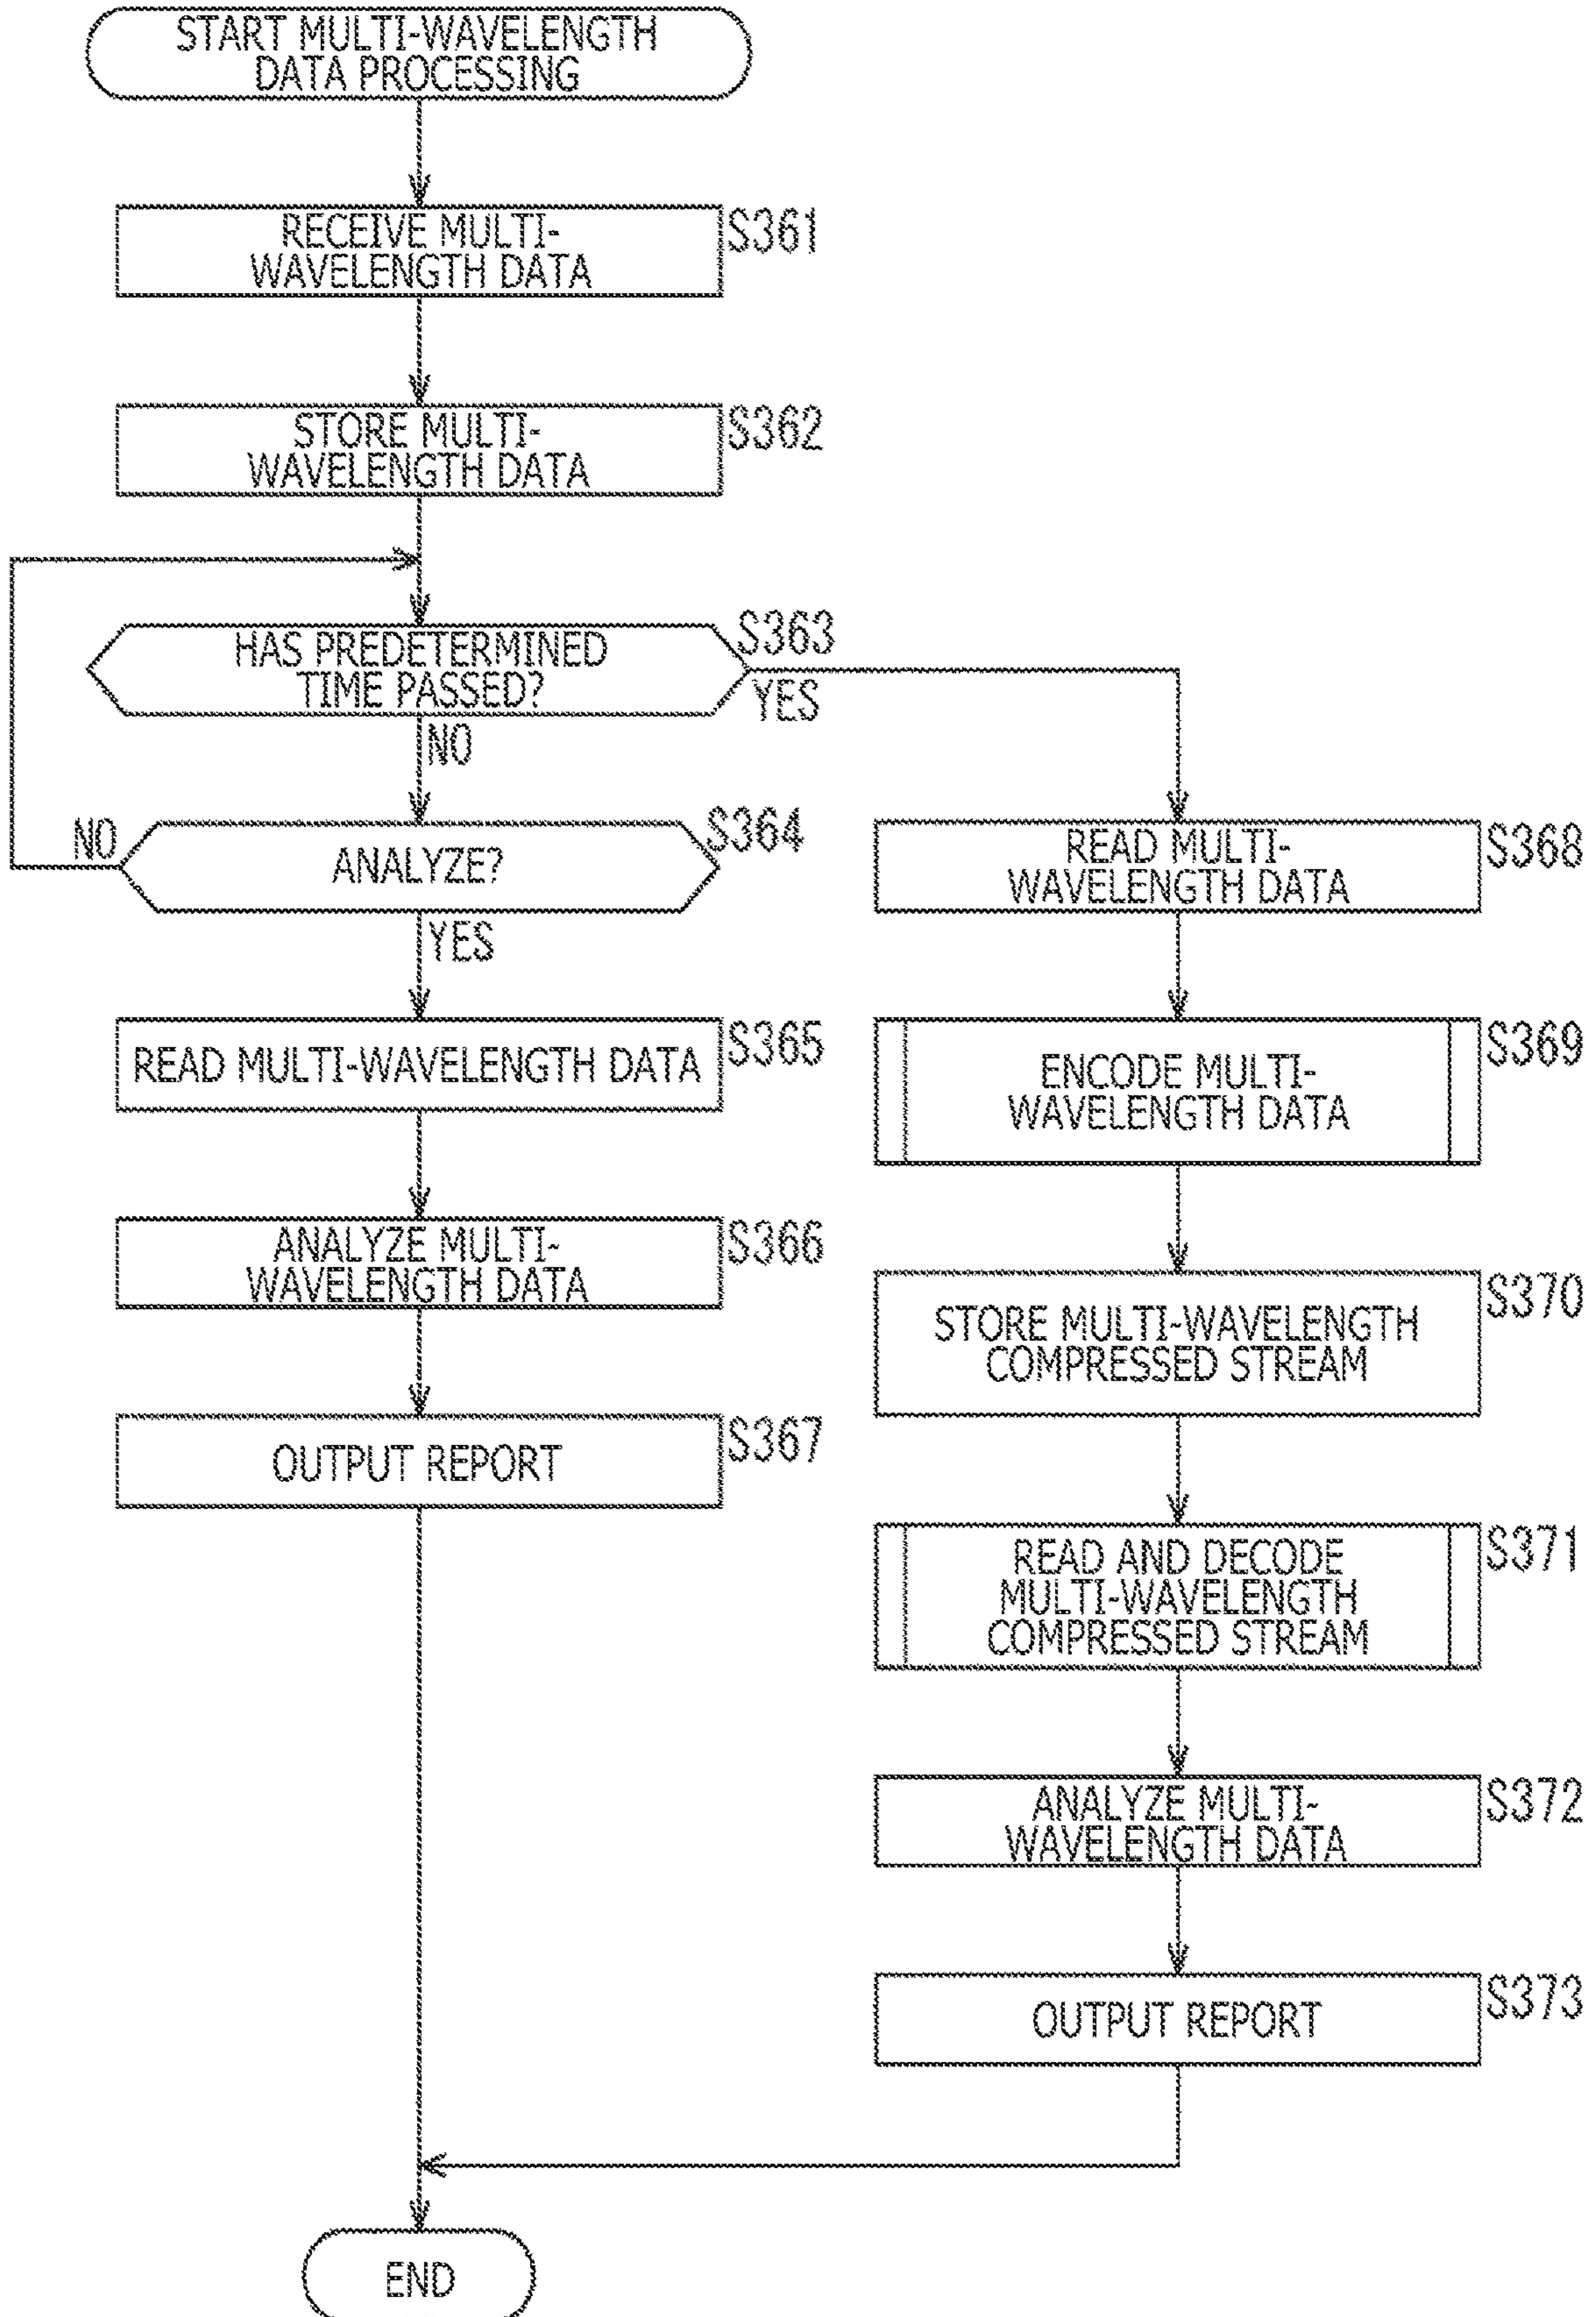 START MULTI-WAVELENGTH
DATA PROCESSING
RECEIVE MULTI-
WAVELENGTH DATA
S361
STORE MULTI-
WAVELENGTH DATA
S362
HAS PREDETERMINED
TIME PASSED?
S363
YES
NO
ANALYZE?
S364
NO
YES
READ MULTI-WAVELENGTH DATA
S365
ANALYZE MULTI-
WAVELENGTH DATA
S366
OUTPUT REPORT
S367
READ MULTI-
WAVELENGTH DATA
S368
ENCODE MULTI-
WAVELENGTH DATA
S369
STORE MULTI-WAVELENGTH
COMPRESSED STREAM
S370
READ AND DECODE
MULTI-WAVELENGTH
COMPRESSED STREAM
S371
ANALYZE MULTI-
WAVELENGTH DATA
S372
OUTPUT REPORT
S373
END